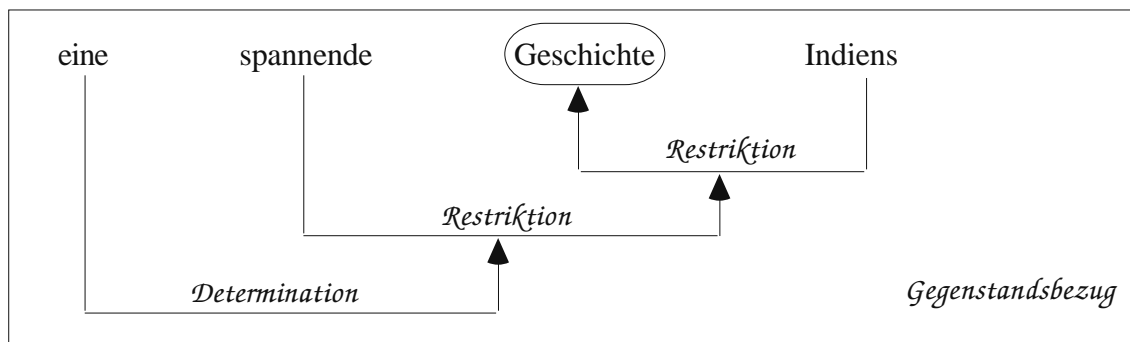 eine spannende Geschichte Indiens
Restriktion
Restriktion
Determination Gegenstandsbezug